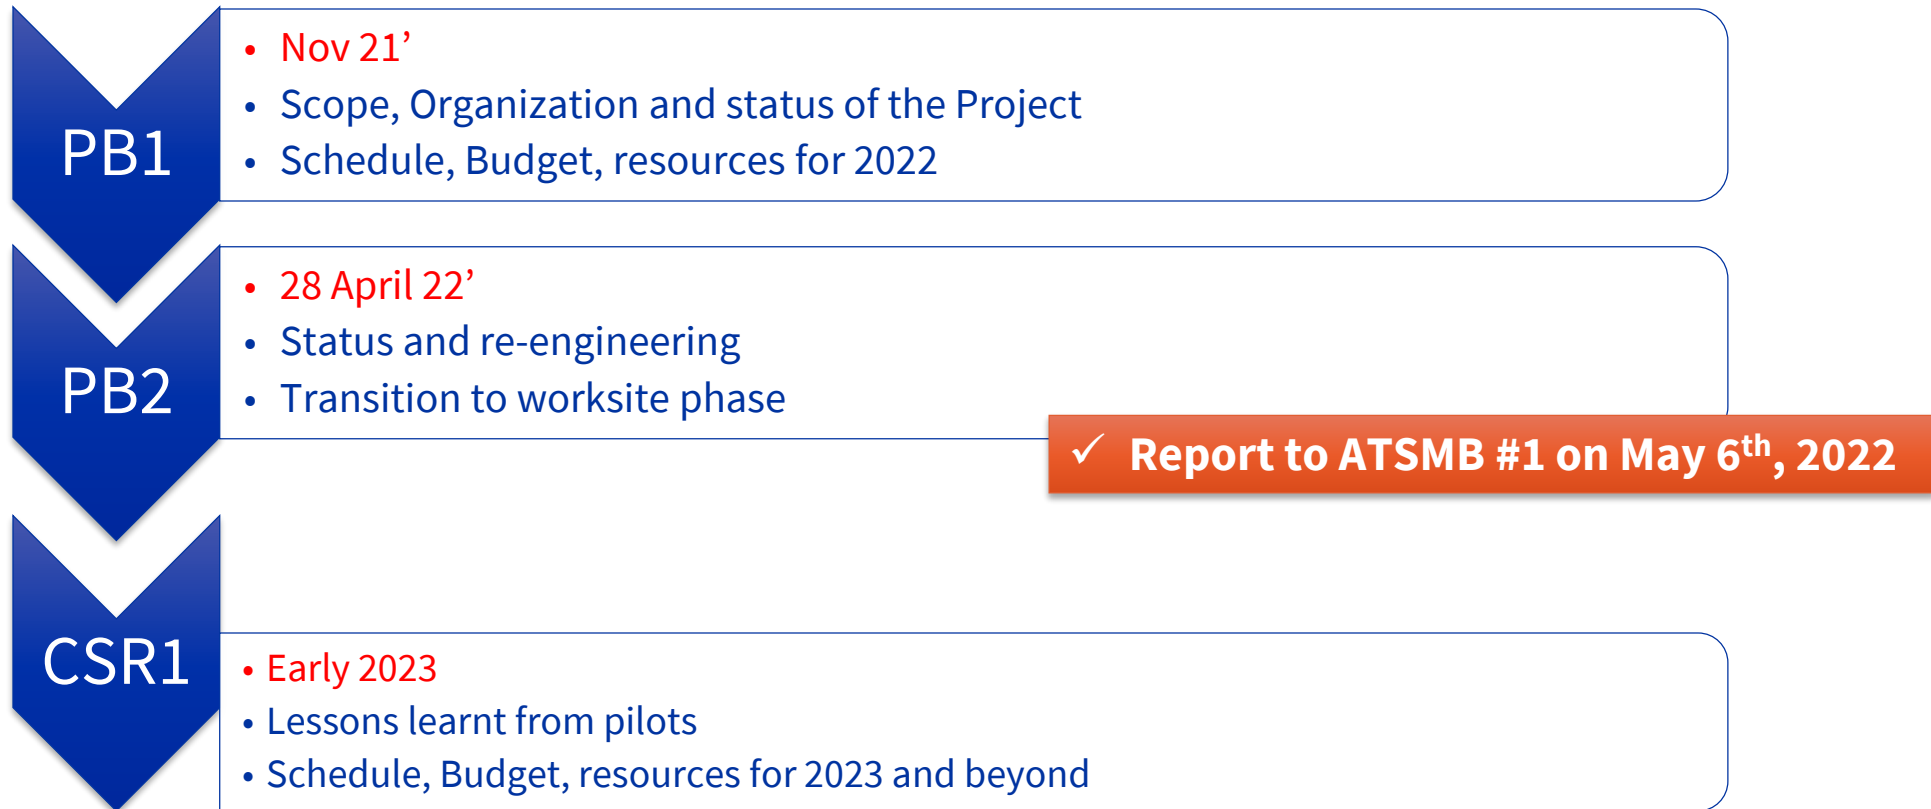 PB1
• Nov 21’
• Scope, Organization and status of the Project
• Schedule, Budget, resources for 2022
PB2
• 28 April 22’
• Status and re-engineering
• Transition to worksite phase
✓ Report to ATSMB #1 on May 6th, 2022
CSR1
• Early 2023
• Lessons learnt from pilots
• Schedule, Budget, resources for 2023 and beyond